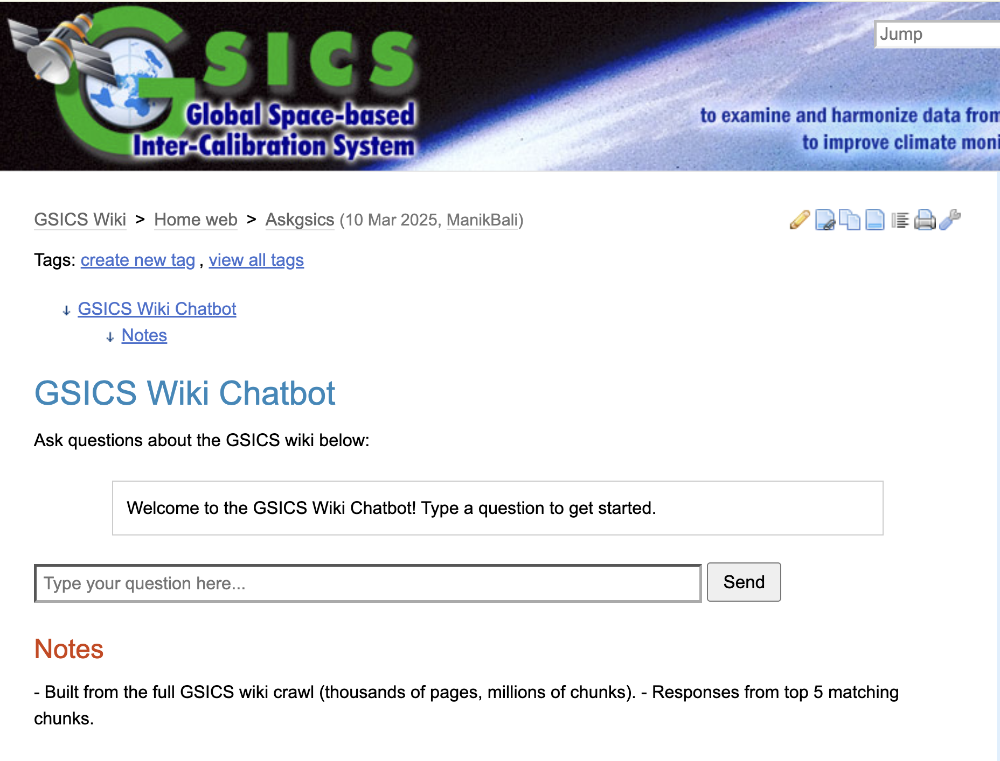 GSICS
Global Space-based
Inter-Calibration System
Jump
to examine and harmonize data from
to improve climate moni
GSICS Wiki > Home web > Askgsics (10 Mar 2025, ManikBali)
Tags: create new tag , view all tags
↓ GSICS Wiki Chatbot
↓ Notes
GSICS Wiki Chatbot
Ask questions about the GSICS wiki below:
Welcome to the GSICS Wiki Chatbot! Type a question to get started.
Type your question here...
Send
Notes
- Built from the full GSICS wiki crawl (thousands of pages, millions of chunks). - Responses from top 5 matching
chunks.